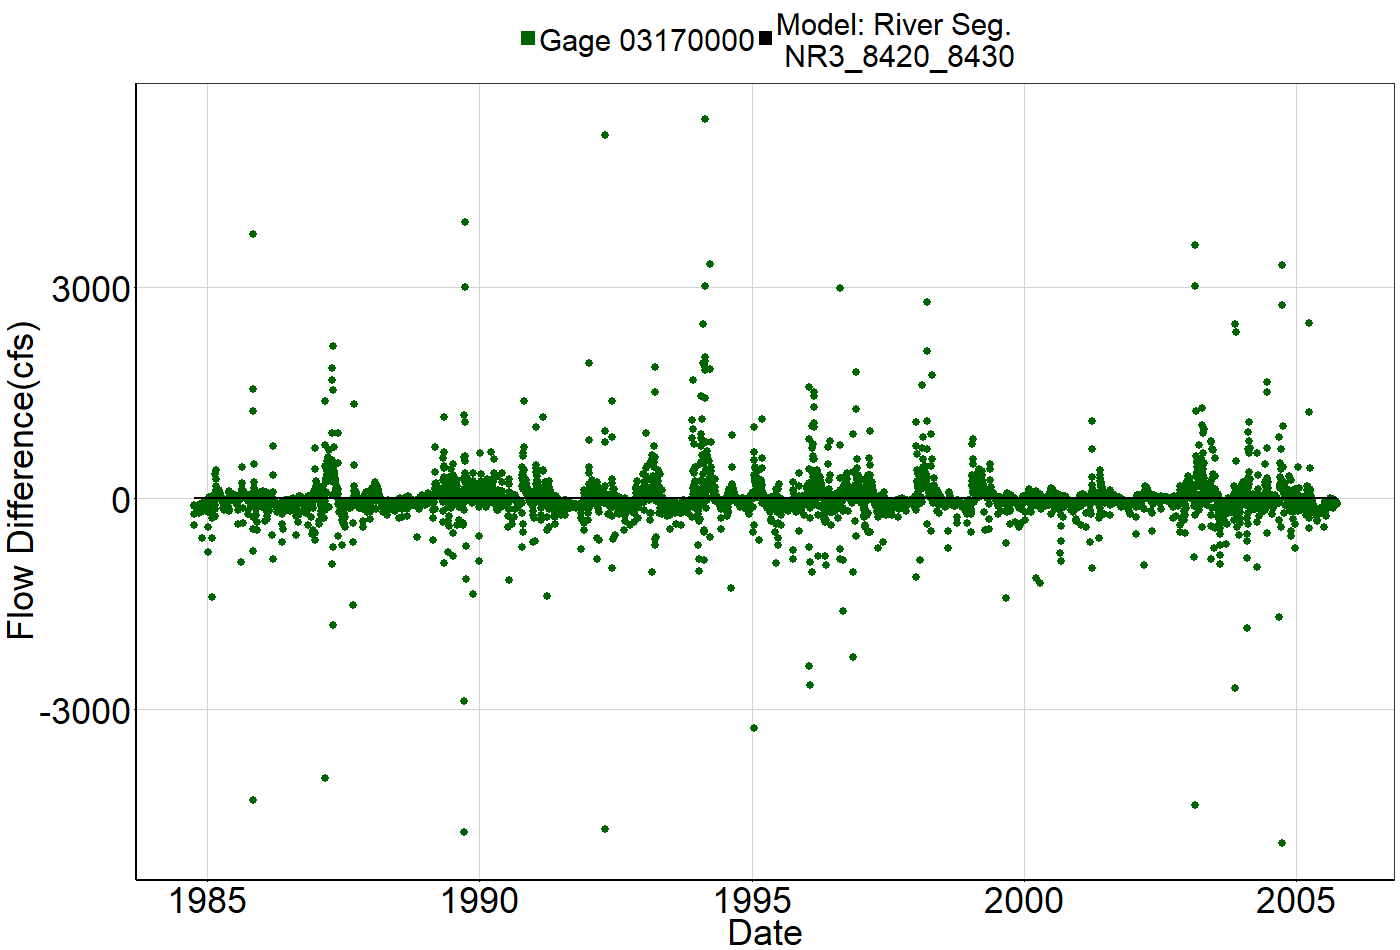 Gage 03170000
Model: River Seg.
NR3_8420_8430
Flow Difference(cfs)
3000
0
-3000
1985
1990
1995
2000
2005
Date